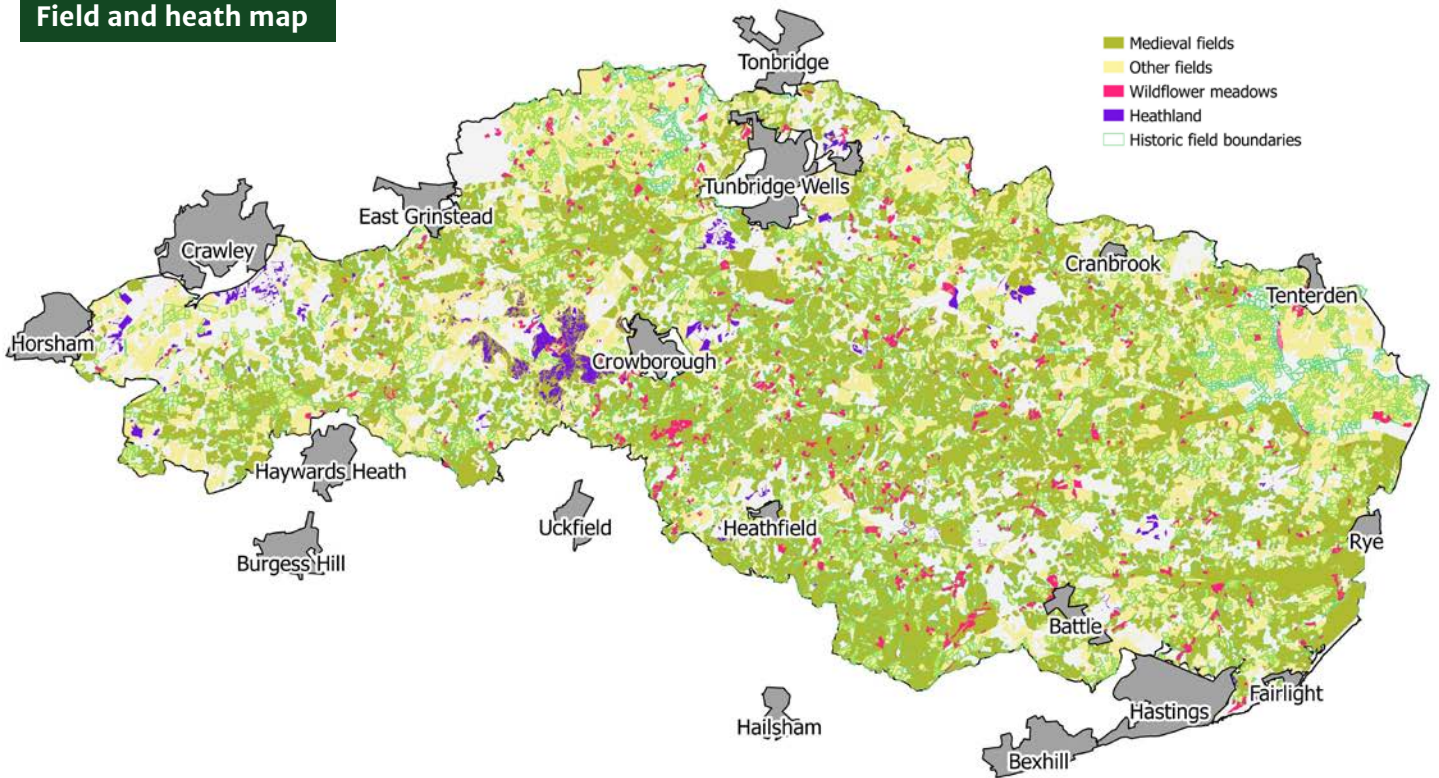 Field and heath map
Medieval fields
Other fields
Wildflower meadows
Heathland
Historic field boundaries
Tonbridge
Tunbridge Wells
East Grinstead
Crawley
Cranbrook
Tenterden
Horsham
Crowborough
Haywards Heath
Uckfield
Heathfield
Rye
Burgess Hill
Battle
Fairlight
Hastings
Hailsham
Bexhill